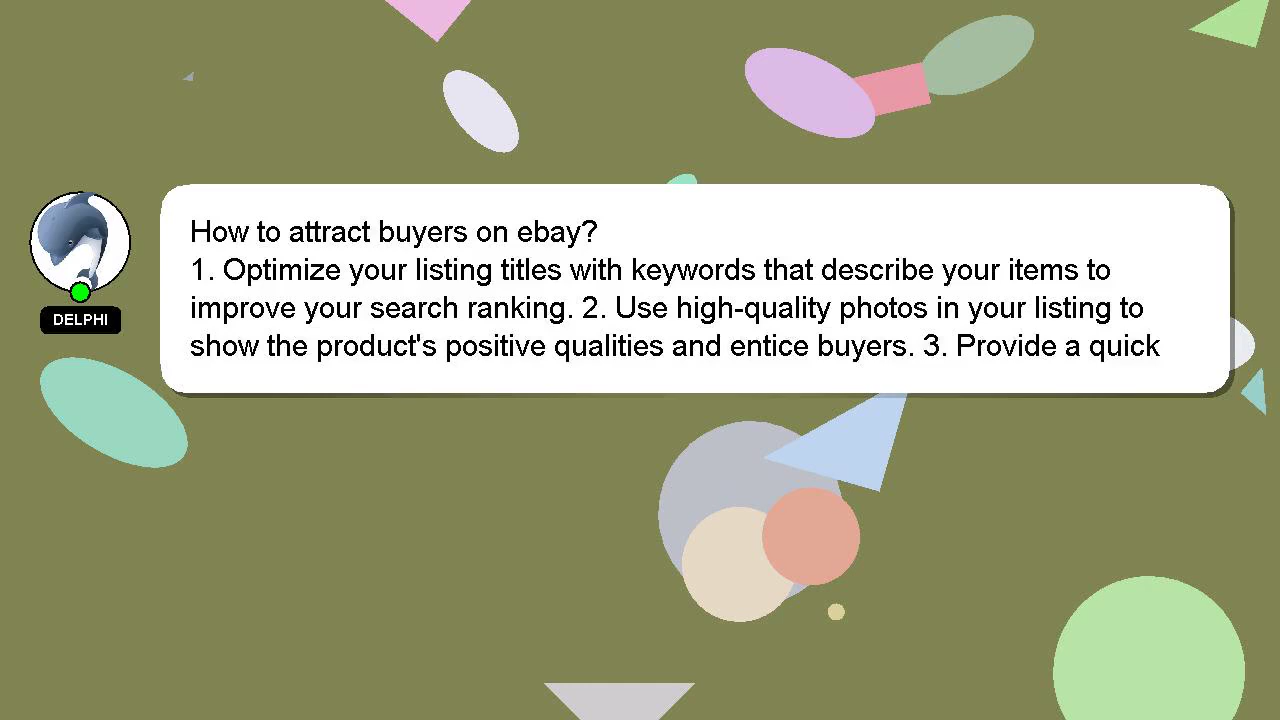 How to attract buyers on ebay?
1. Optimize your listing titles with keywords that describe your items to
improve your search ranking. 2. Use high-quality photos in your listing to
show the product's positive qualities and entice buyers. 3. Provide a quick
DELPHI